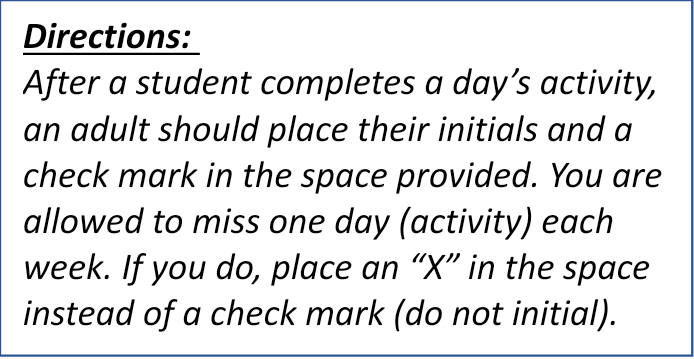 Directions:
After a student completes a day’s activity,
an adult should place their initials and a
check mark in the space provided. You are
allowed to miss one day (activity) each
week. If you do, place an “X” in the space
instead of a check mark (do not initial).